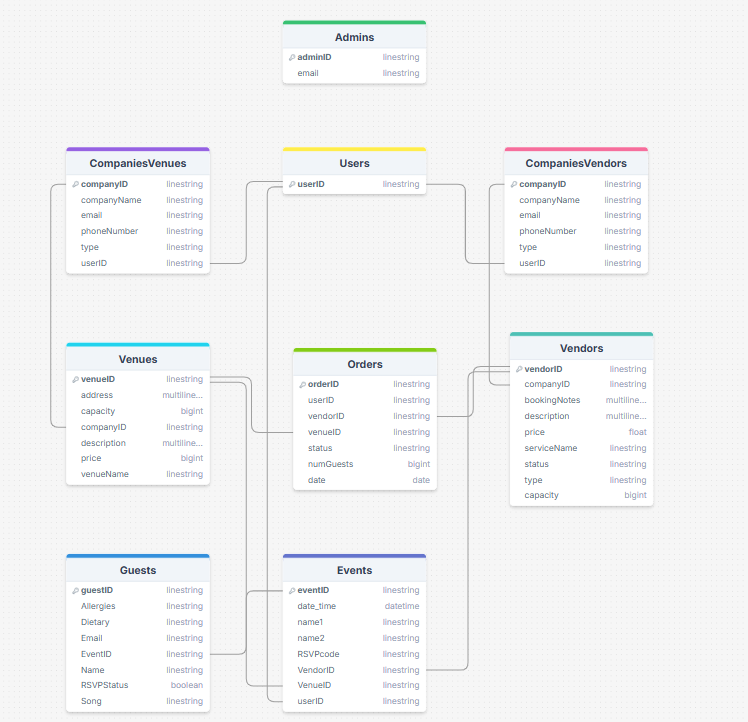 Admins
adminID linestring
email linestring
CompaniesVenues
companyID linestring
companyName linestring
email linestring
phoneNumber linestring
type linestring
userID linestring
Users
userID linestring
CompaniesVendors
companyID linestring
companyName linestring
email linestring
phoneNumber linestring
type linestring
userID linestring
Venues
venueID linestring
address multiline...
capacity bigint
companyID linestring
description multiline...
price bigint
venueName linestring
Orders
orderID linestring
userID linestring
vendorID linestring
venueID linestring
status linestring
numGuests bigint
date date
Vendors
vendorID linestring
companyID linestring
bookingNotes multiline...
description multiline...
price float
serviceName linestring
status linestring
type linestring
capacity bigint
Guests
guestID linestring
Allergies linestring
Dietary linestring
Email linestring
EventID linestring
Name linestring
RSVPStatus boolean
Song linestring
Events
eventID linestring
date_time datetime
name1 linestring
name2 linestring
RSVPcode linestring
VendorID linestring
VenueID linestring
userID linestring